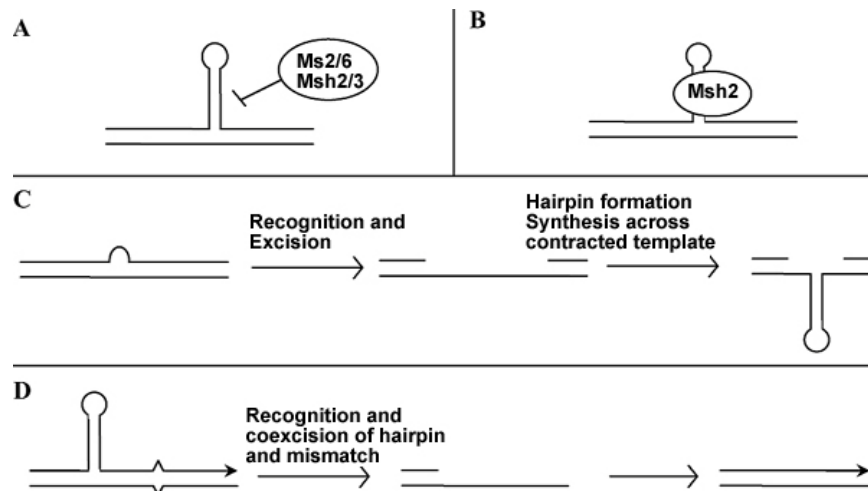 A
Ms2/6
Msh2/3
B
Msh2
C
Recognition and
Excision
Hairpin formation
Synthesis across
contracted template
D
Recognition and
coexcision of hairpin
and mismatch